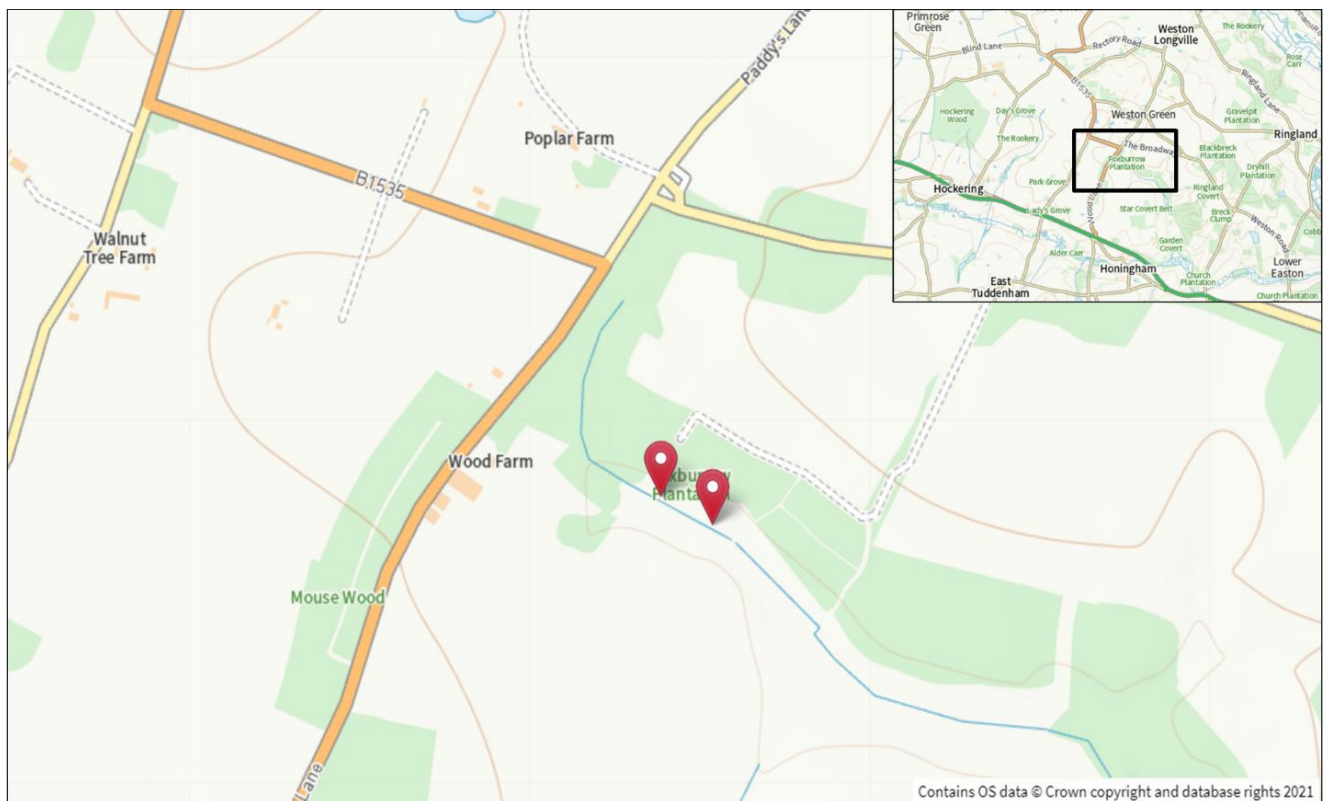 Paddy's Lane
Poplar Farm
B1535
Walnut
Tree Farm
Wood Farm
Plantation
Mouse Wood
Lane
Primrose
Green
Weston
Longville
The Rookery
Blind Lane
Rectory Road
Rose
Carr
B1535
Ringland Lane
Hockering
Wood
Day's Grove
Weston Green
Gravelpit
Plantation
The Rookery
Ringland
The Broadway
Blackbreck
Plantation
Foxburrow
Plantation
Dryhill
Plantation
Park Grove
Hockering
Ringland
Covert
Wood Lane
Lady's Grove
Star Covert Belt
Breck
Clump
Weston Road
Garden
Covert
Alder Carr
Honingham
Lower
Easton
East
Tuddenham
Church
Plantation
Church Plantation
Contains OS data © Crown copyright and database rights 2021